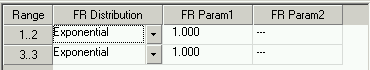 Range FR Distribution FR Param1 FR Param2
1..2 Exponential 1.000 ---
3..3 Exponential 1.000 ---